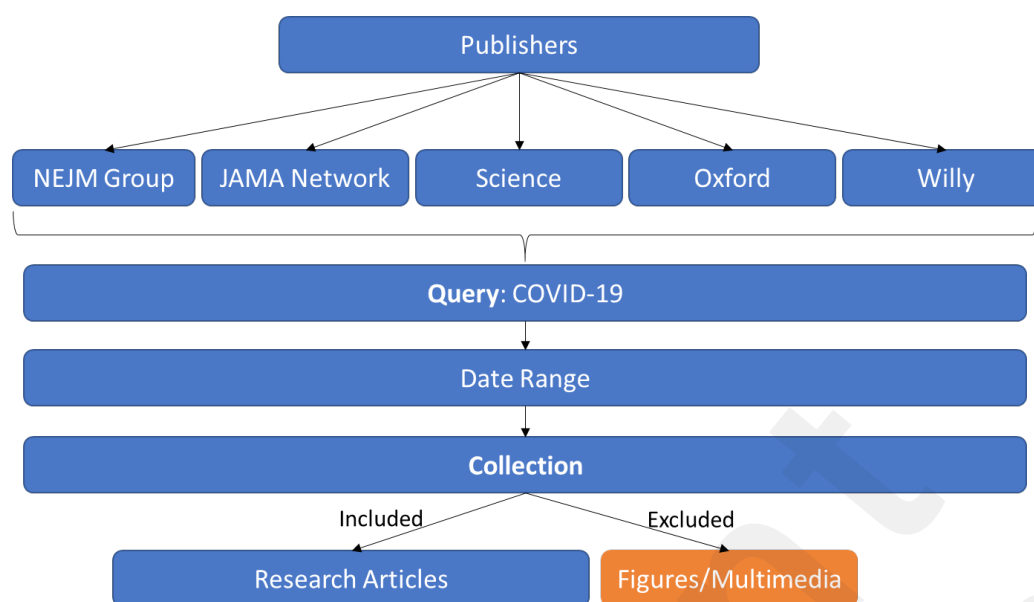 Publishers
NEJM Group
JAMA Network
Science
Oxford
Willy
Query: COVID-19
Date Range
Collection
Included
Excluded
Research Articles
Figures/Multimedia